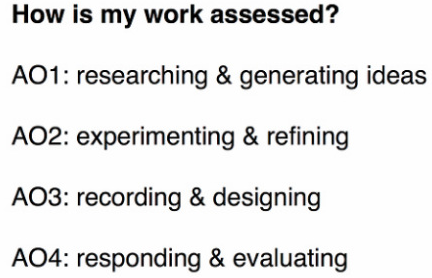 How is my work assessed?
AO1: researching & generating ideas
AO2: experimenting & refining
AO3: recording & designing
AO4: responding & evaluating